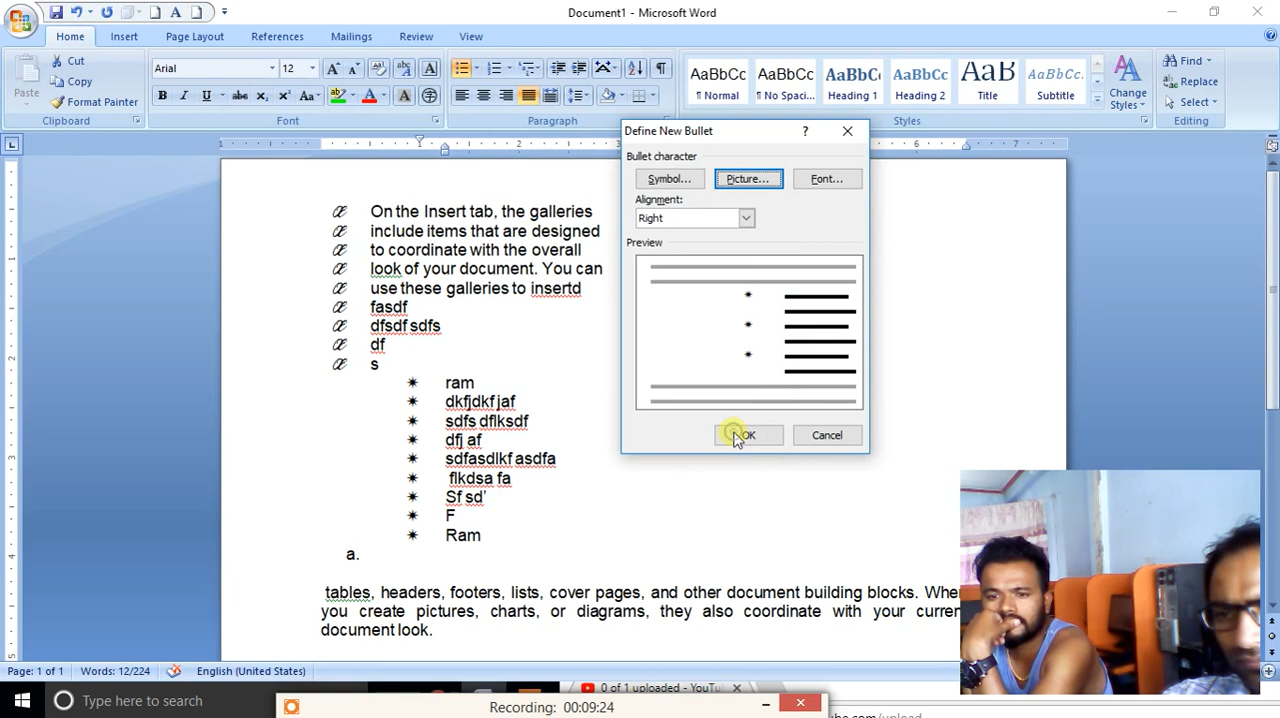 Document1 - Microsoft Word
Home Insert Page Layout References Mailings Review View
Paste
Cut
Copy
Format Painter
Clipboard
Arial 12
Font
Paragraph
AaBbCc AaBbCc AaBbCc AaBbCc AaB AaBbCc
¶ Normal ¶ No Spaci... Heading 1 Heading 2 Title Subtitle
Change Styles
Styles
Find
Replace
Select
Editing
Define New Bullet
Bullet character
Symbol... Picture... Font...
Alignment:
Right
Preview
OK Cancel
Æ On the Insert tab, the galleries
Æ include items that are designed
Æ to coordinate with the overall
Æ look of your document. You can
Æ use these galleries to insertd
Æ fasdf
Æ dfsdf sdfs
Æ df
Æ s
✷ ram
✷ dkfjdkf jaf
✷ sdfs dflksdf
✷ dfj af
✷ sdfasdlkf asdfa
✷ flkdsa fa
✷ Sf sd’
✷ F
✷ Ram
a.
tables, headers, footers, lists, cover pages, and other document building blocks. When
you create pictures, charts, or diagrams, they also coordinate with your
document look.
Page: 1 of 1 Words: 12/224 English (United States)
Type here to search
0 of 1 uploaded - YouTu
Recording: 00:09:24